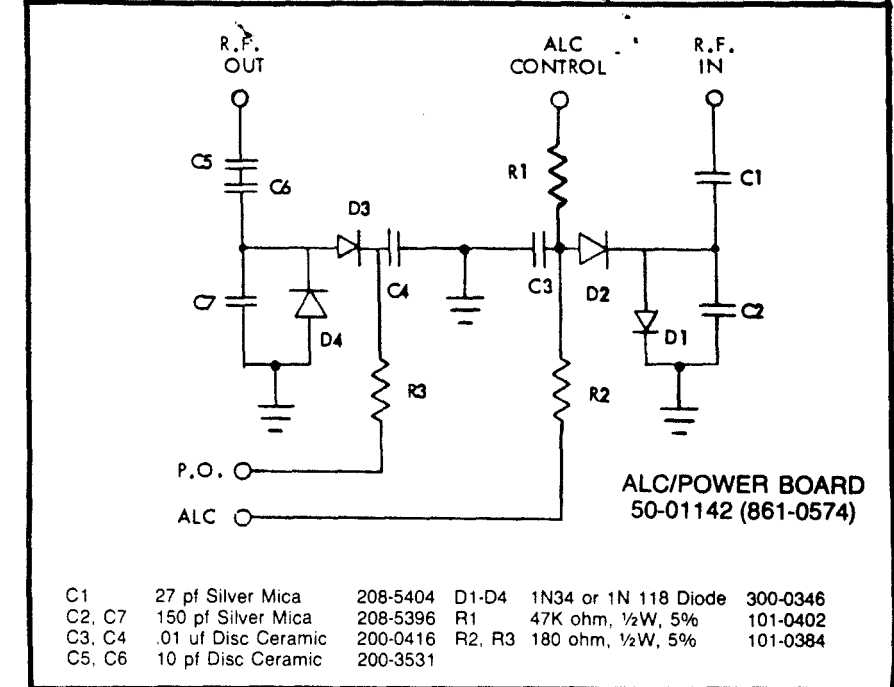 R.F. OUT
ALC CONTROL
R.F. IN
C5
C6
R1
C1
D3
C4
C3
D2
C7
D4
D1
C2
R3
R2
P.O.
ALC
ALC/POWER BOARD
50-01142 (861-0574)
C1 27 pf Silver Mica 208-5404 D1-D4 1N34 or 1N 118 Diode 300-0346
C2, C7 150 pf Silver Mica 208-5396 R1 47K ohm, ½W, 5% 101-0402
C3, C4 .01 uf Disc Ceramic 200-0416 R2, R3 180 ohm, ½W, 5% 101-0384
C5, C6 10 pf Disc Ceramic 200-3531